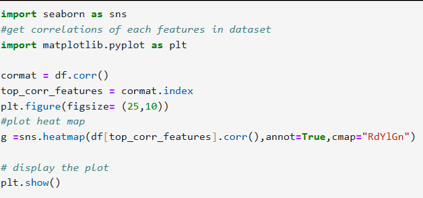 import seaborn as sns
#get correlations of each features in dataset
import matplotlib.pyplot as plt
cormat = df.corr()
top_corr_features = cormat.index
plt.figure(figsize= (25,10))
#plot heat map
g =sns.heatmap(df[top_corr_features].corr(),annot=True,cmap="RdYlGn")
# display the plot
plt.show()